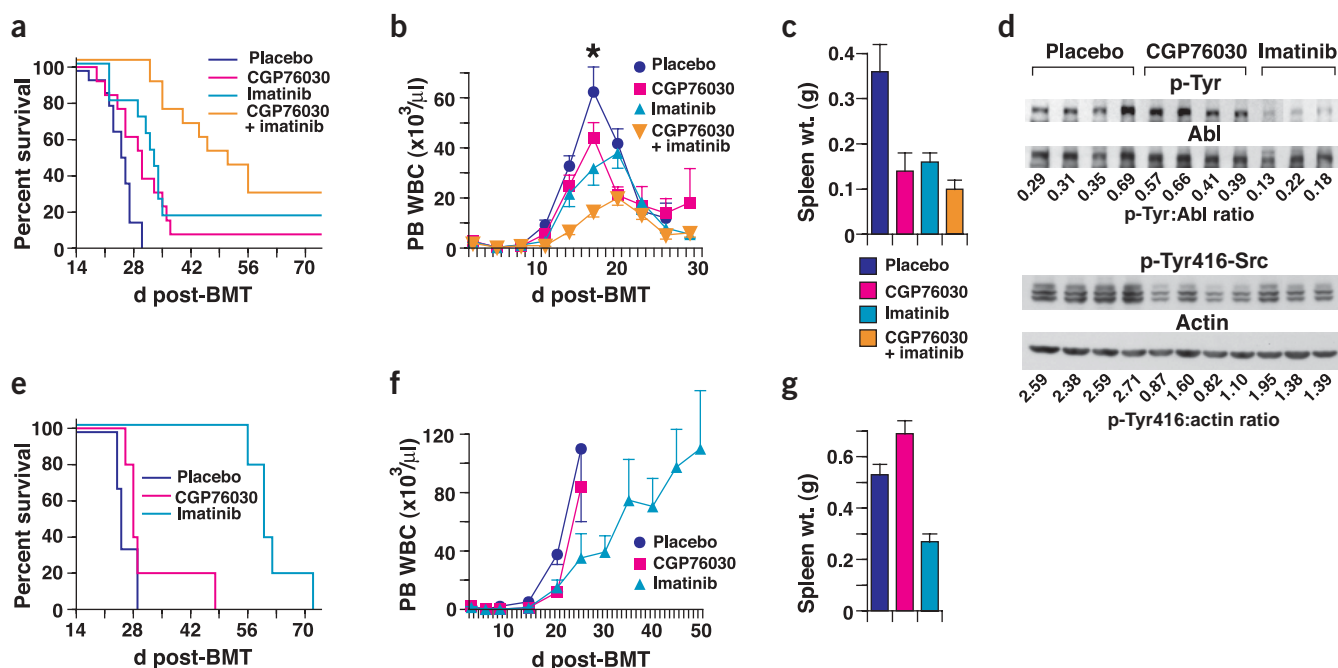 a
Placebo
CGP76030
Imatinib
CGP76030
+ imatinib
Percent survival
100
80
60
40
20
0
14 28 42 56 70
d post-BMT
b
*
Placebo
CGP76030
Imatinib
CGP76030
+ imatinib
PB WBC (x10³/µl)
60
40
20
0
0 10 20 30
d post-BMT
c
Spleen wt. (g)
0.4
0.3
0.2
0.1
0
Placebo
CGP76030
Imatinib
CGP76030
+ imatinib
d
Placebo CGP76030 Imatinib
p-Tyr
Abl
0.29 0.31 0.35 0.69 0.57 0.66 0.41 0.39 0.13 0.22 0.18
p-Tyr:Abl ratio
p-Tyr416-Src
Actin
2.59 2.38 2.59 2.71 0.87 1.60 0.82 1.10 1.95 1.38 1.39
p-Tyr416:actin ratio
e
Percent survival
100
80
60
40
20
0
Placebo
CGP76030
Imatinib
14 28 42 56 70
d post-BMT
f
PB WBC (x10³/µl)
120
80
40
0
Placebo
CGP76030
Imatinib
10 20 30 40 50
d post-BMT
g
Spleen wt. (g)
0.6
0.4
0.2
0